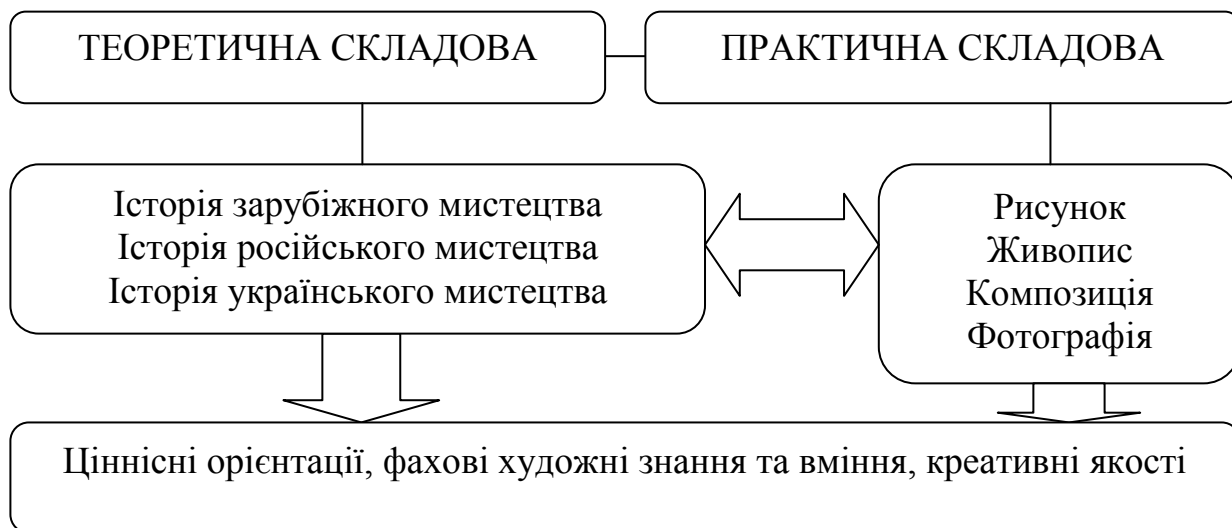 ТЕОРЕТИЧНА СКЛАДОВА
ПРАКТИЧНА СКЛАДОВА
Історія зарубіжного мистецтва
Історія російського мистецтва
Історія українського мистецтва
Рисунок
Живопис
Композиція
Фотографія
Ціннісні орієнтації, фахові художні знання та вміння, креативні якості